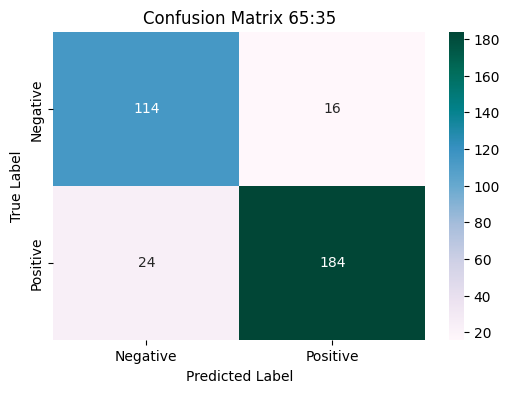 Confusion Matrix 65:35
True Label
Negative
Positive
114
16
24
184
Negative
Positive
Predicted Label
180
160
140
120
100
80
60
40
20